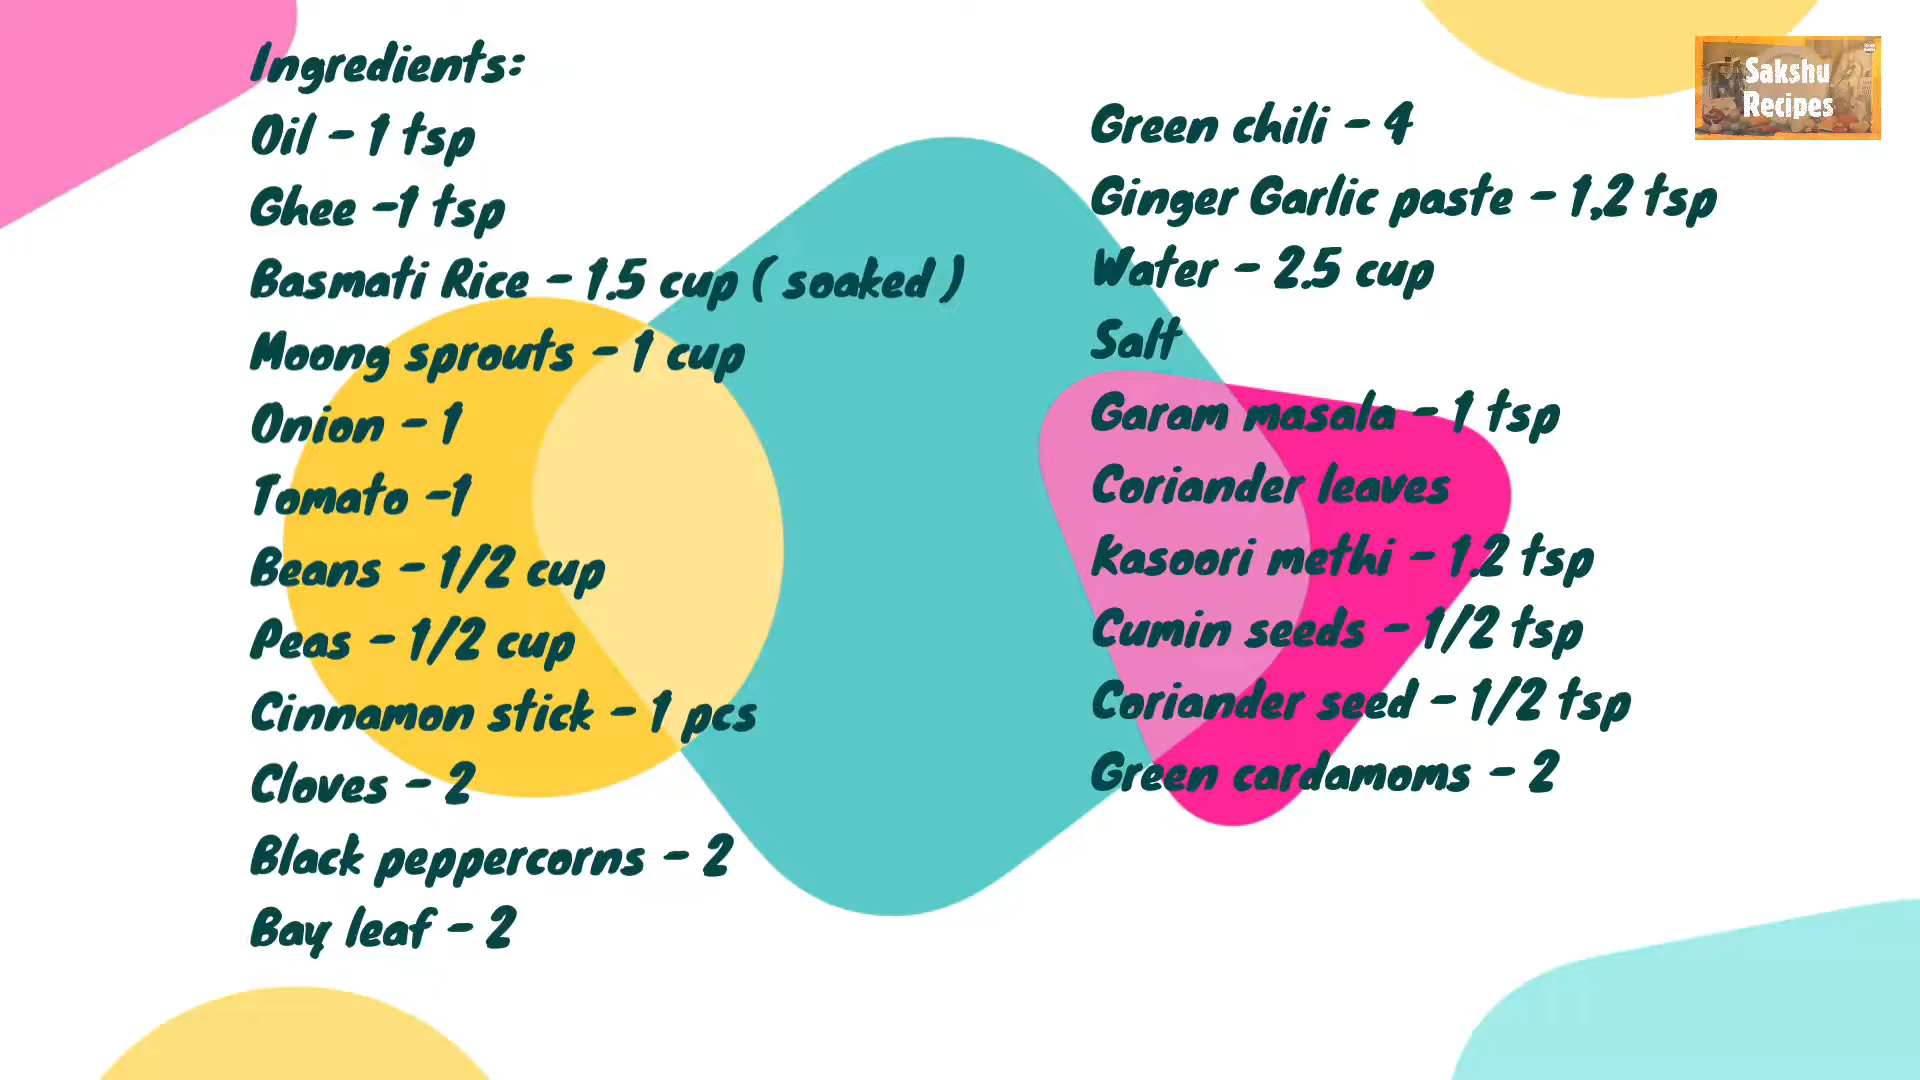 Ingredients:
Oil - 1 tsp
Ghee -1 tsp
Basmati Rice - 1.5 cup ( soaked )
Moong sprouts - 1 cup
Onion - 1
Tomato -1
Beans - 1/2 cup
Peas - 1/2 cup
Cinnamon stick - 1 pcs
Cloves - 2
Black peppercorns - 2
Bay leaf - 2
Green chili - 4
Ginger Garlic paste - 1,2 tsp
Water - 2.5 cup
Salt
Garam masala - 1 tsp
Coriander leaves
Kasoori methi - 1.2 tsp
Cumin seeds - 1/2 tsp
Coriander seed - 1/2 tsp
Green cardamoms - 2
Sakshu
Recipes